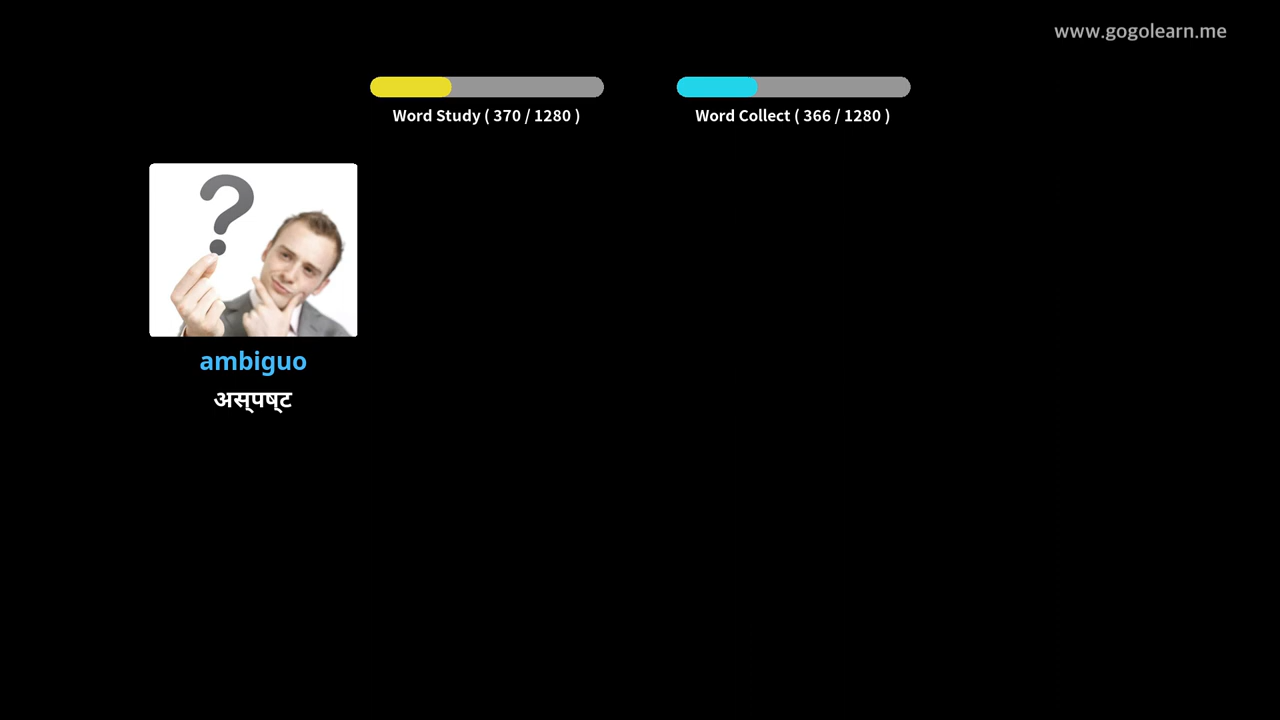 www.gogolearn.me
Word Study ( 370 / 1280 )
Word Collect ( 366 / 1280 )
?
ambiguo
अस्पष्ट